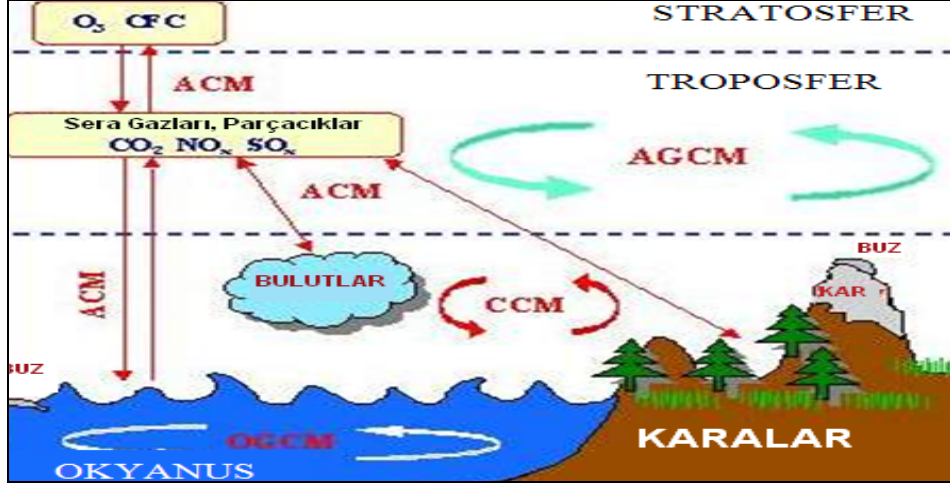 STRATOSFER
O₃ CFC
TROPOSFER
ACM
Sera Gazları, Parçacıklar
CO₂ NOₓ SOₓ
AGCM
ACM
ACM
BUZ
BULUTLAR
KAR
CCM
BUZ
OGCM
KARALAR
OKYANUS